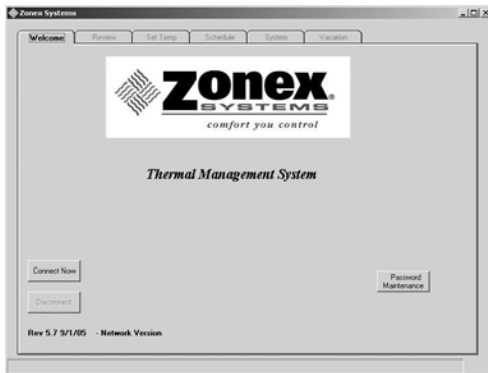 Zonex Systems
Welcome Review Set Temp Schedule System Vacation
zonex
SYSTEMS
comfort you control
Thermal Management System
Connect Now
Disconnect
Password
Maintenance
Rev 5.7 9/1/05 - Network Version